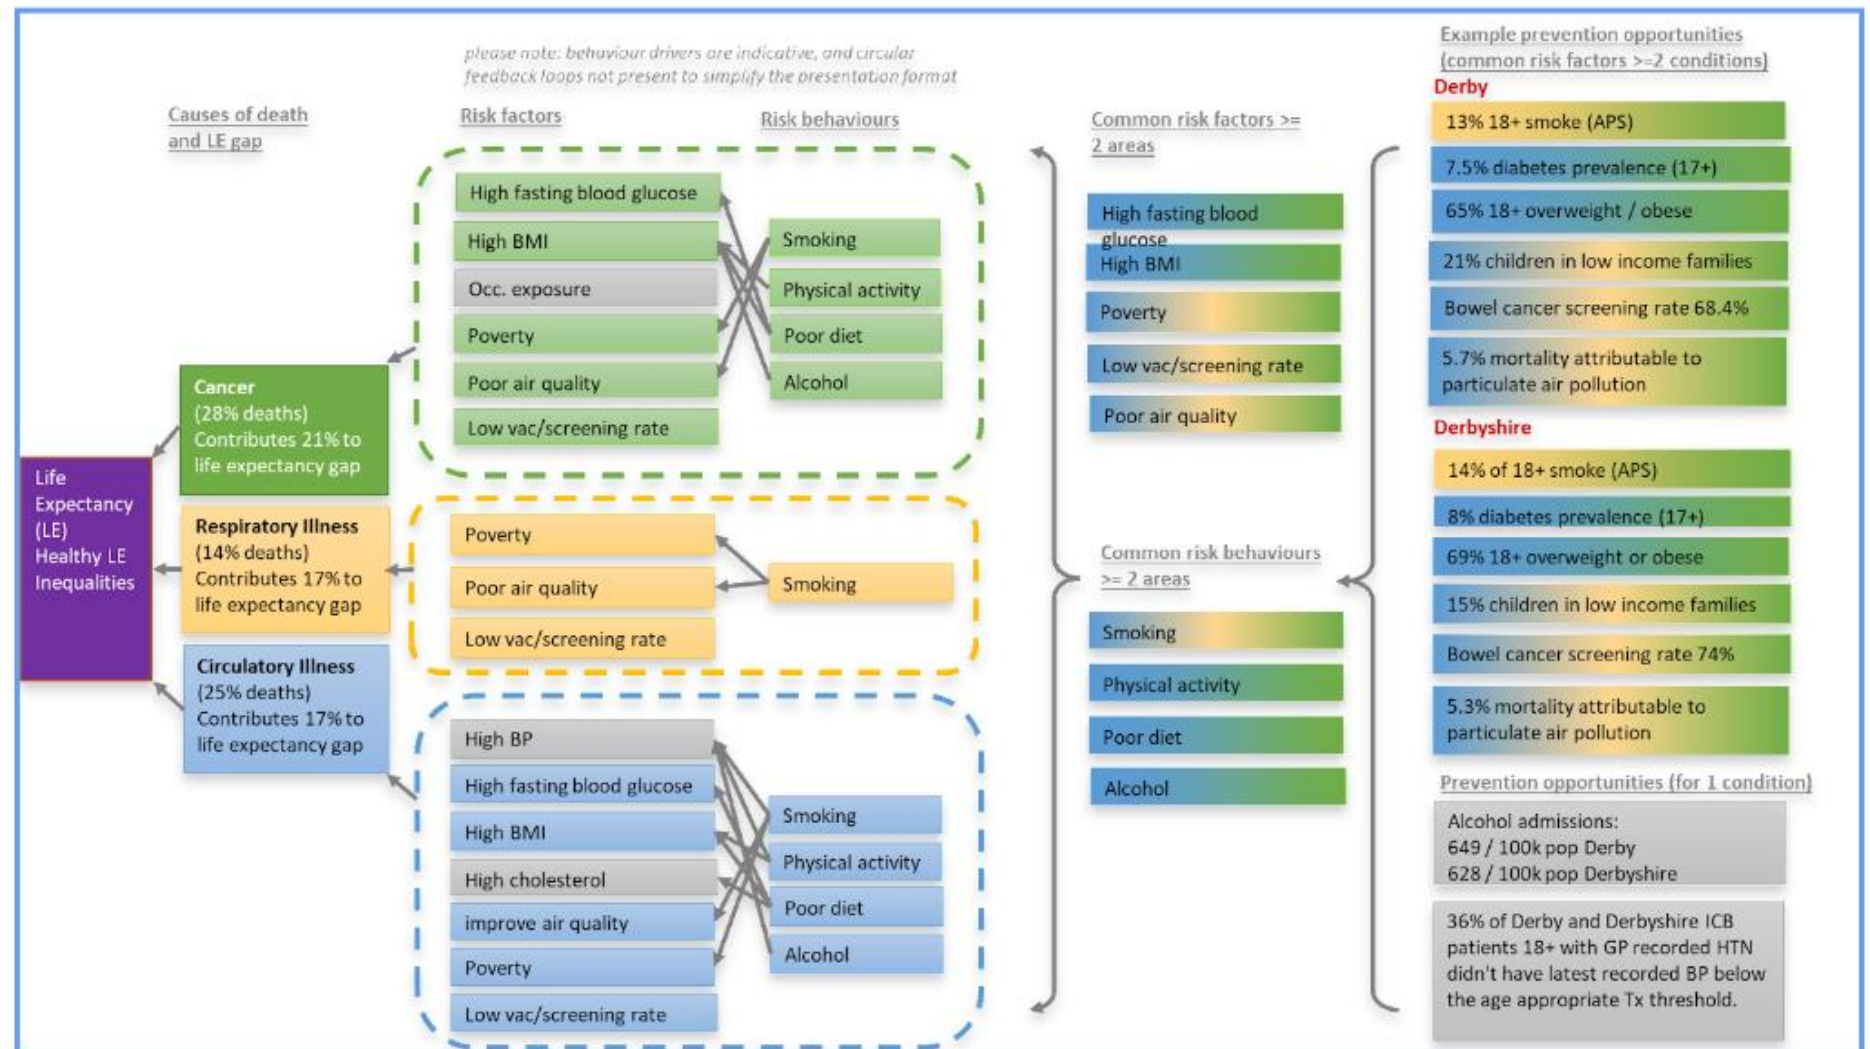 please note: behaviour drivers are indicative, and circular
feedback loops not present to simplify the presentation format
Causes of death
and LE gap
Risk factors
Risk behaviours
Common risk factors >=
2 areas
Example prevention opportunities
(common risk factors >=2 conditions)
Life
Expectancy
(LE)
Healthy LE
Inequalities
Cancer
(28% deaths)
Contributes 21% to
life expectancy gap
Respiratory Illness
(14% deaths)
Contributes 17% to
life expectancy gap
Circulatory Illness
(25% deaths)
Contributes 17% to
life expectancy gap
High fasting blood glucose
High BMI
Occ. exposure
Poverty
Poor air quality
Low vac/screening rate
Smoking
Physical activity
Poor diet
Alcohol
Poverty
Poor air quality
Low vac/screening rate
Smoking
High BP
High fasting blood glucose
High BMI
High cholesterol
improve air quality
Poverty
Low vac/screening rate
Smoking
Physical activity
Poor diet
Alcohol
High fasting blood
glucose
High BMI
Poverty
Low vac/screening rate
Poor air quality
Common risk behaviours
>= 2 areas
Smoking
Physical activity
Poor diet
Alcohol
Derby
13% 18+ smoke (APS)
7.5% diabetes prevalence (17+)
65% 18+ overweight / obese
21% children in low income families
Bowel cancer screening rate 68.4%
5.7% mortality attributable to
particulate air pollution
Derbyshire
14% of 18+ smoke (APS)
8% diabetes prevalence (17+)
69% 18+ overweight or obese
15% children in low income families
Bowel cancer screening rate 74%
5.3% mortality attributable to
particulate air pollution
Prevention opportunities (for 1 condition)
Alcohol admissions:
649 / 100k pop Derby
628 / 100k pop Derbyshire
36% of Derby and Derbyshire ICB
patients 18+ with GP recorded HTN
didn't have latest recorded BP below
the age appropriate Tx threshold.